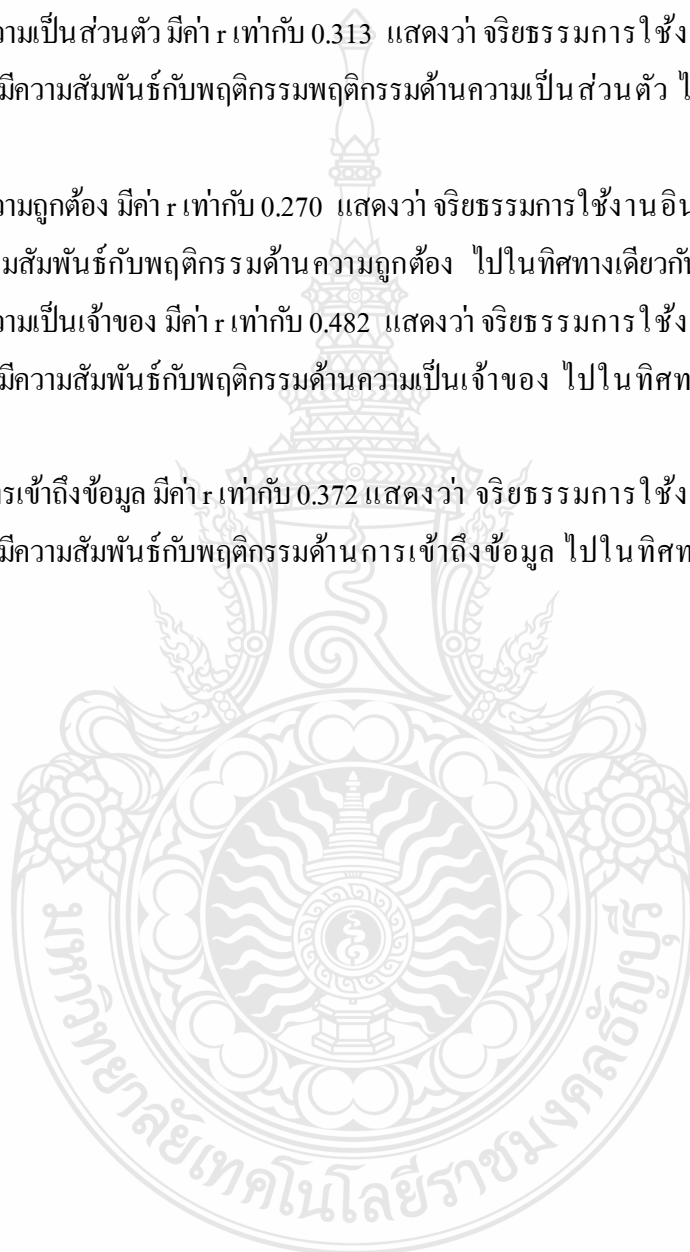 วามเป็นส่วนตัว มีค่า r เท่ากับ 0.313 แสดงว่า จริยธรรมการใช้ง
มีความสัมพันธ์กับพฤติกรรมพฤติกรรมด้านความเป็นส่วนตัว ไ
วามถูกต้อง มีค่า r เท่ากับ 0.270 แสดงว่า จริยธรรมการใช้งานอิน
มสัมพันธ์กับพฤติกรรมด้านความถูกต้อง ไปในทิศทางเดียวกับ
วามเป็นเจ้าของ มีค่า r เท่ากับ 0.482 แสดงว่า จริยธรรมการใช้ง
มีความสัมพันธ์กับพฤติกรรมด้านความเป็นเจ้าของ ไปในทิศท
ารเข้าถึงข้อมูล มีค่า r เท่ากับ 0.372 แสดงว่า จริยธรรมการใช้ง
มีความสัมพันธ์กับพฤติกรรมด้านการเข้าถึงข้อมูล ไปในทิศท
มหาวิทยาลัยเทคโนโลยีราชมงคลธัญบุรี